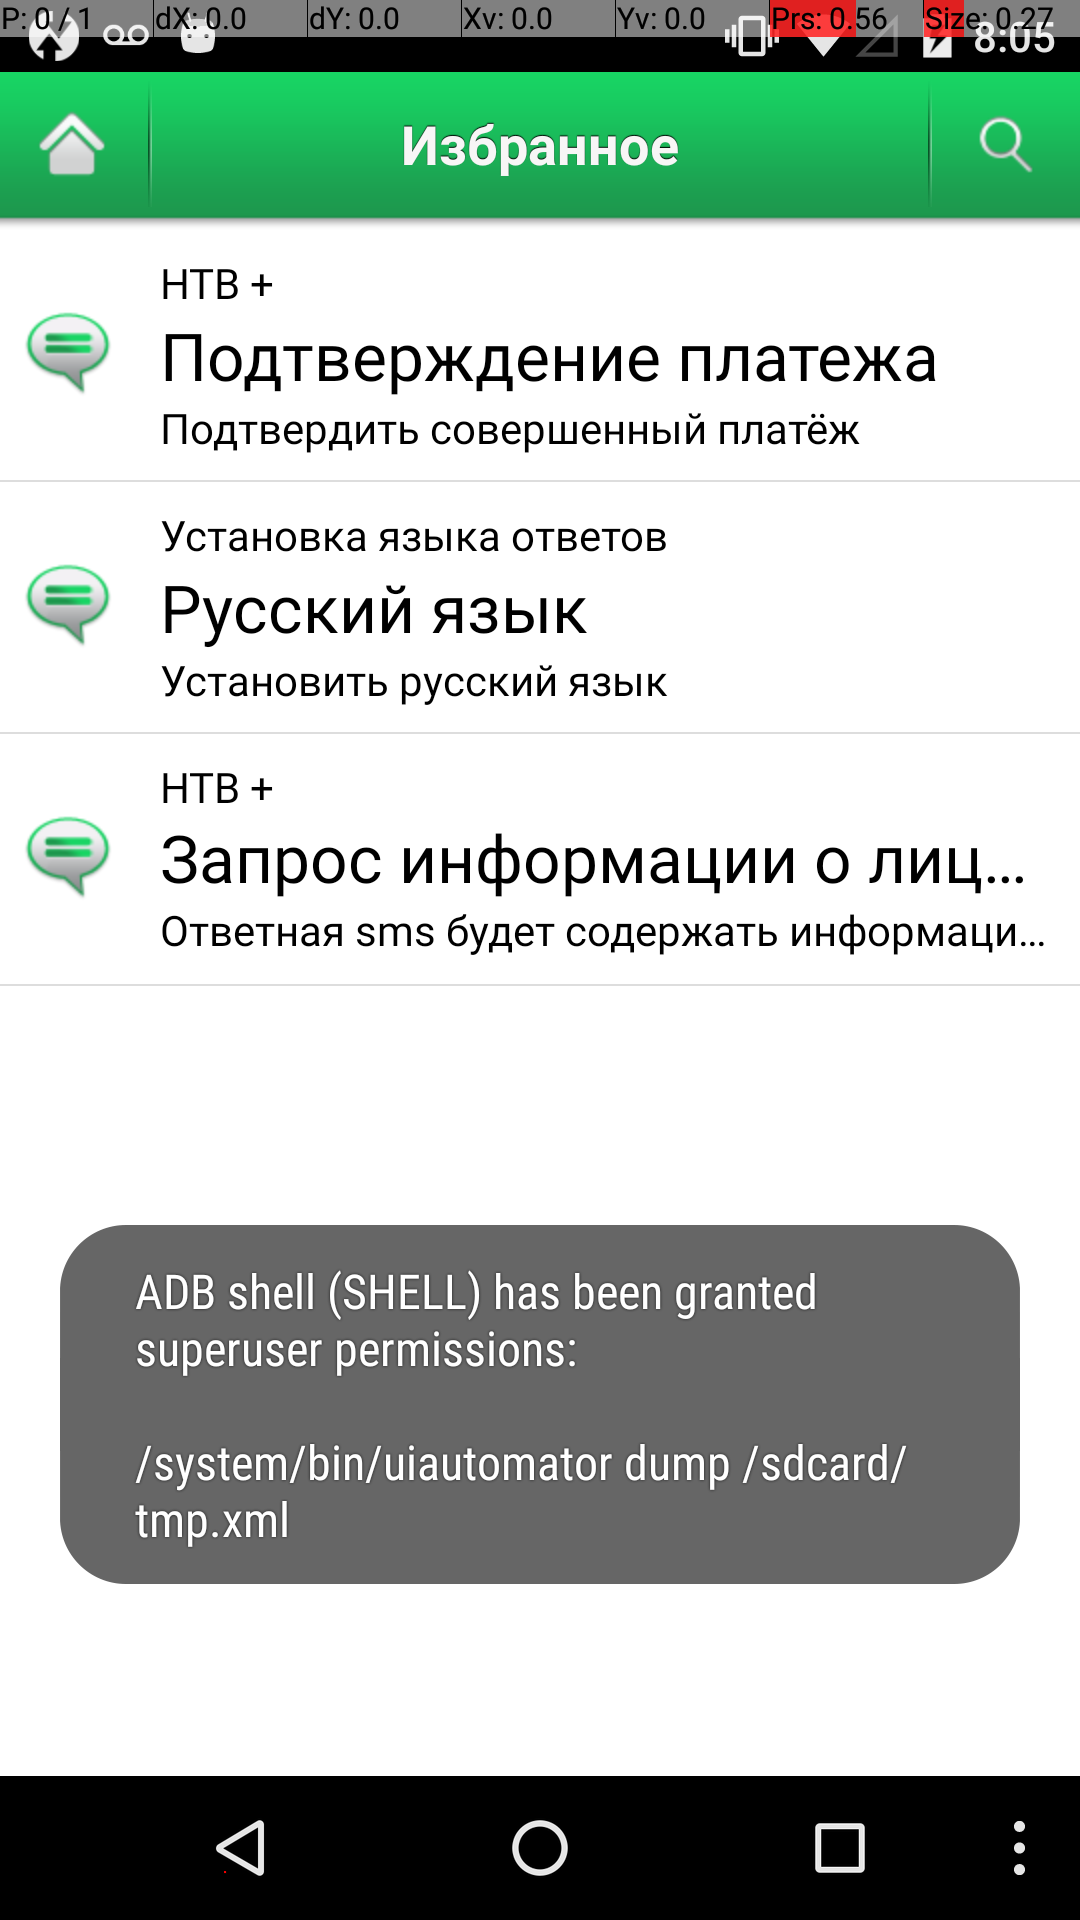 P: 0 / 1 dX: 0.0 dY: 0.0 Xv: 0.0 Yv: 0.0 Prs: 0.56 Size: 0.27
8:05
Избранное
НТВ +
Подтверждение платежа
Подтвердить совершенный платёж
Установка языка ответов
Русский язык
Установить русский язык
НТВ +
Запрос информации о лиц...
Ответная sms будет содержать информаци...
ADB shell (SHELL) has been granted
superuser permissions:
/system/bin/uiautomator dump /sdcard/
tmp.xml